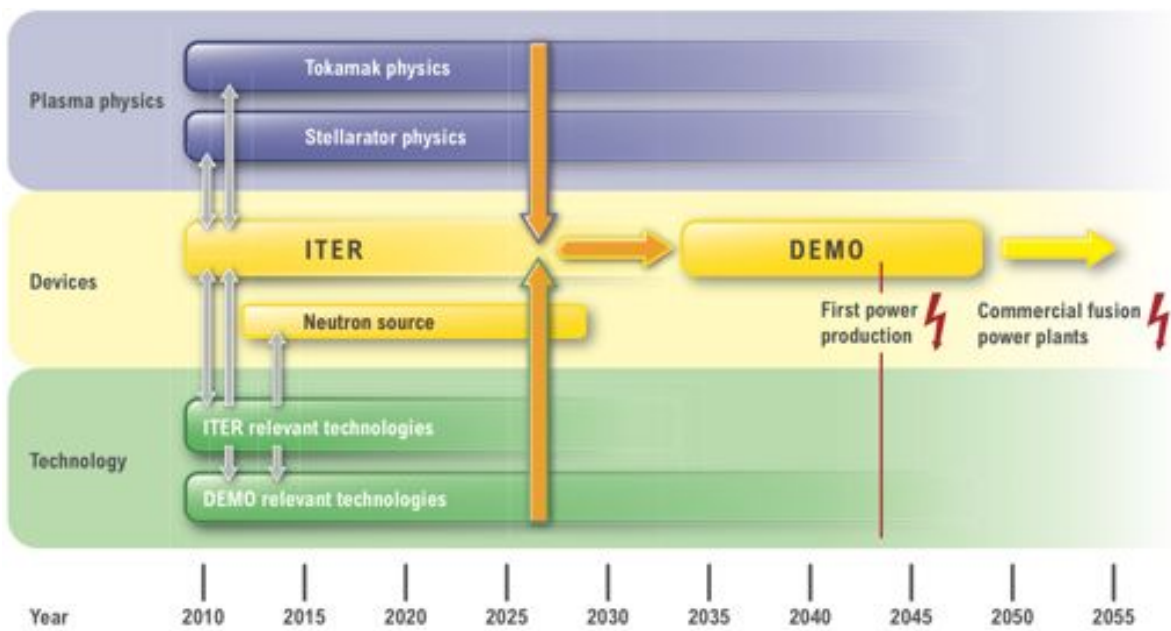 Plasma physics
Tokamak physics
Stellarator physics
Devices
ITER
DEMO
Neutron source
First power
production
Commercial fusion
power plants
Technology
ITER relevant technologies
DEMO relevant technologies
Year 2010 2015 2020 2025 2030 2035 2040 2045 2050 2055